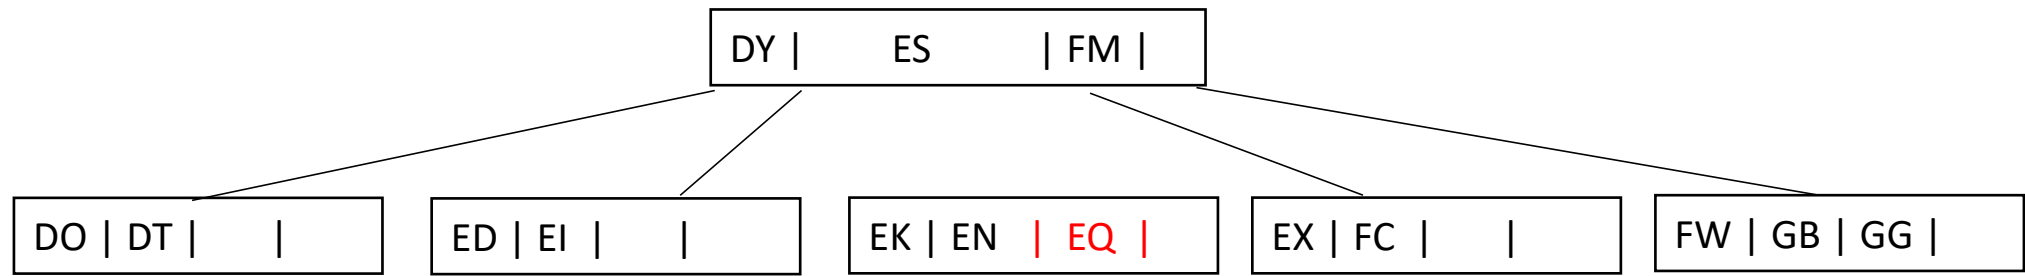 DY | ES | FM |
DO | DT | |
ED | EI | |
EK | EN | EQ |
EX | FC | |
FW | GB | GG |